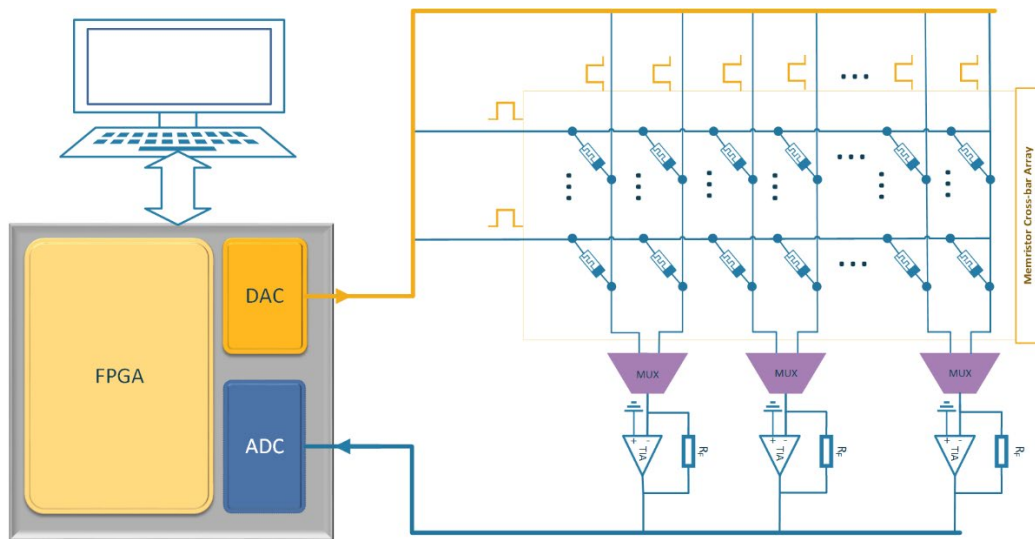 Memristor Cross-bar Array
DAC
FPGA
ADC
MUX
MUX
MUX
+ -
TIA
RF
+ -
TIA
RF
+ -
TIA
RF